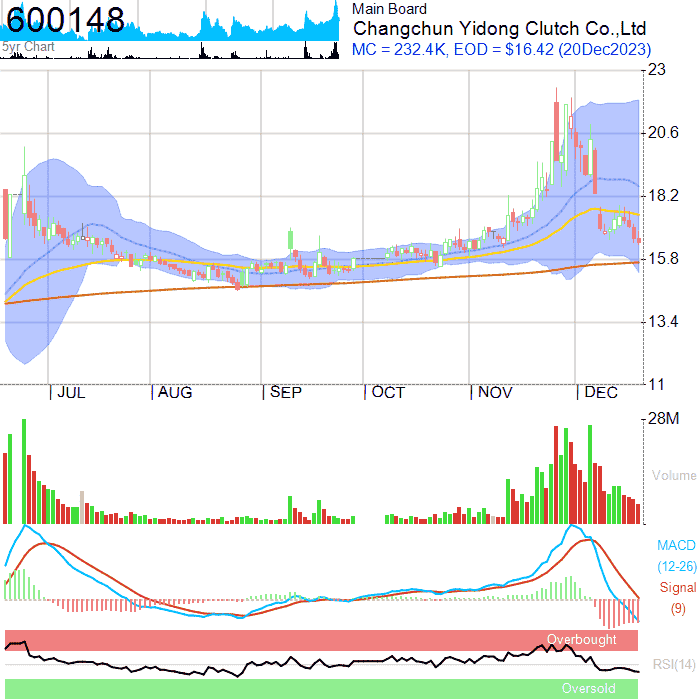 600148
5yr Chart
Main Board
Changchun Yidong Clutch Co.,Ltd
MC = 232.4K, EOD = $16.42 (20Dec2023)
23
20.6
18.2
15.8
13.4
11
JUL
AUG
SEP
OCT
NOV
DEC
28M
Volume
MACD
(12-26)
Signal
(9)
Overbought
RSI(14)
Oversold